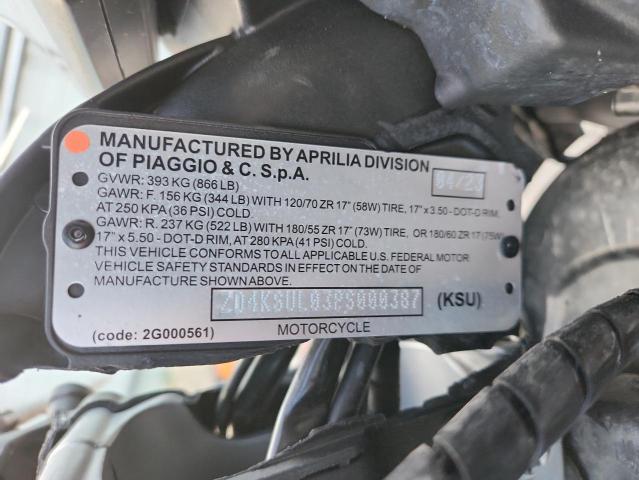 MANUFACTURED BY APRILIA DIVISION 04/23
OF PIAGGIO & C. S.p.A.
GVWR: 393 KG (866 LB)
GAWR: F. 156 KG (344 LB) WITH 120/70 ZR 17" (58W) TIRE, 17" x 3.50 - DOT-D RIM,
AT 250 KPA (36 PSI) COLD.
GAWR: R. 237 KG (522 LB) WITH 180/55 ZR 17" (73W) TIRE, OR 180/60 ZR 17 (75W)
17" x 5.50 - DOT-D RIM, AT 280 KPA (41 PSI) COLD.
THIS VEHICLE CONFORMS TO ALL APPLICABLE U.S. FEDERAL MOTOR
VEHICLE SAFETY STANDARDS IN EFFECT ON THE DATE OF
MANUFACTURE SHOWN ABOVE.
ZD4KSUL03PS000387 (KSU)
(code: 2G000561) MOTORCYCLE